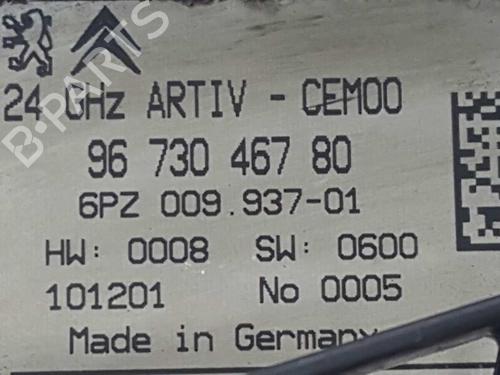 24 GHz ARTIV - CEM00
96 730 467 80
6PZ 009.937-01
HW: 0008 SW: 0600
101201 No 0005
Made in Germany
B-PARTS